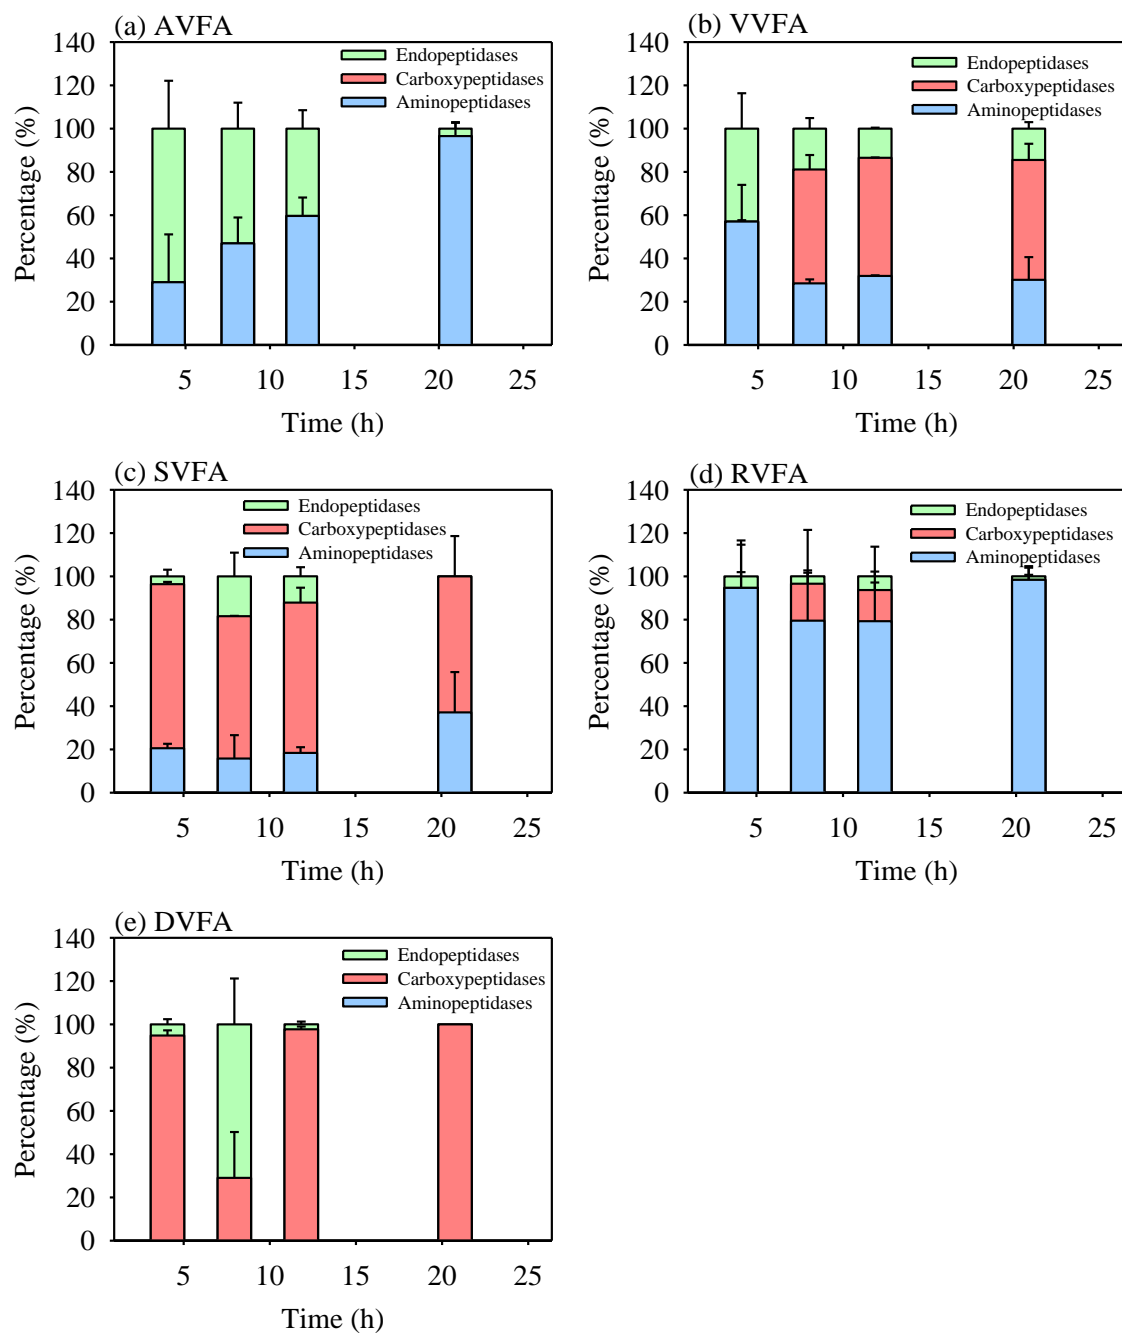 (a) AVFA
140
120
100
80
60
40
20
0
Percentage (%)
Endopeptidases
Carboxypeptidases
Aminopeptidases
5 10 15 20 25
Time (h)
(b) VVFA
140
120
100
80
60
40
20
0
Percentage (%)
Endopeptidases
Carboxypeptidases
Aminopeptidases
5 10 15 20 25
Time (h)
(c) SVFA
140
120
100
80
60
40
20
0
Percentage (%)
Endopeptidases
Carboxypeptidases
Aminopeptidases
5 10 15 20 25
Time (h)
(d) RVFA
140
120
100
80
60
40
20
0
Percentage (%)
Endopeptidases
Carboxypeptidases
Aminopeptidases
5 10 15 20 25
Time (h)
(e) DVFA
140
120
100
80
60
40
20
0
Percentage (%)
Endopeptidases
Carboxypeptidases
Aminopeptidases
5 10 15 20 25
Time (h)